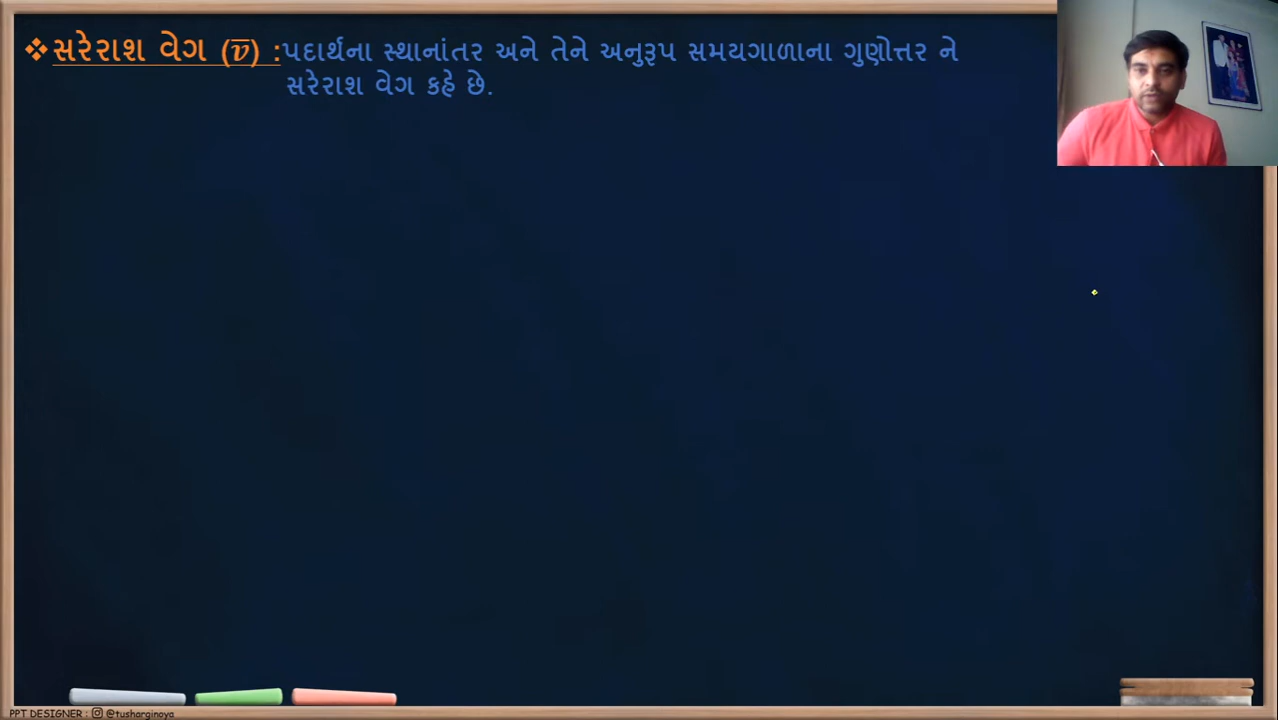 ❖સરેરાશ વેગ (v̅) :પદાર્થના સ્થાનાંતર અને તેને અનુરૂપ સમયગાળાના ગુણોત્તર ને
સરેરાશ વેગ કહે છે.
PPT DESIGNER : @tusharginoya